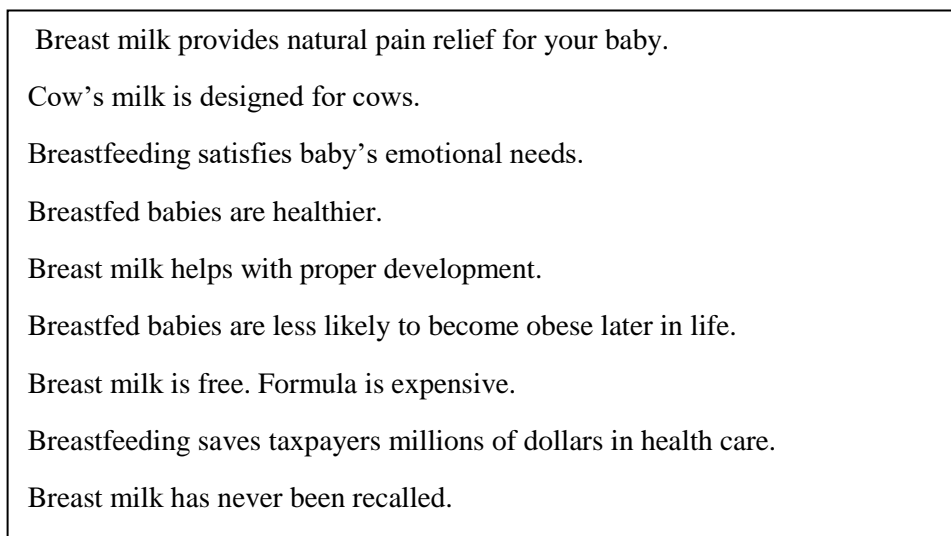 Breast milk provides natural pain relief for your baby.
Cow’s milk is designed for cows.
Breastfeeding satisfies baby’s emotional needs.
Breastfed babies are healthier.
Breast milk helps with proper development.
Breastfed babies are less likely to become obese later in life.
Breast milk is free. Formula is expensive.
Breastfeeding saves taxpayers millions of dollars in health care.
Breast milk has never been recalled.